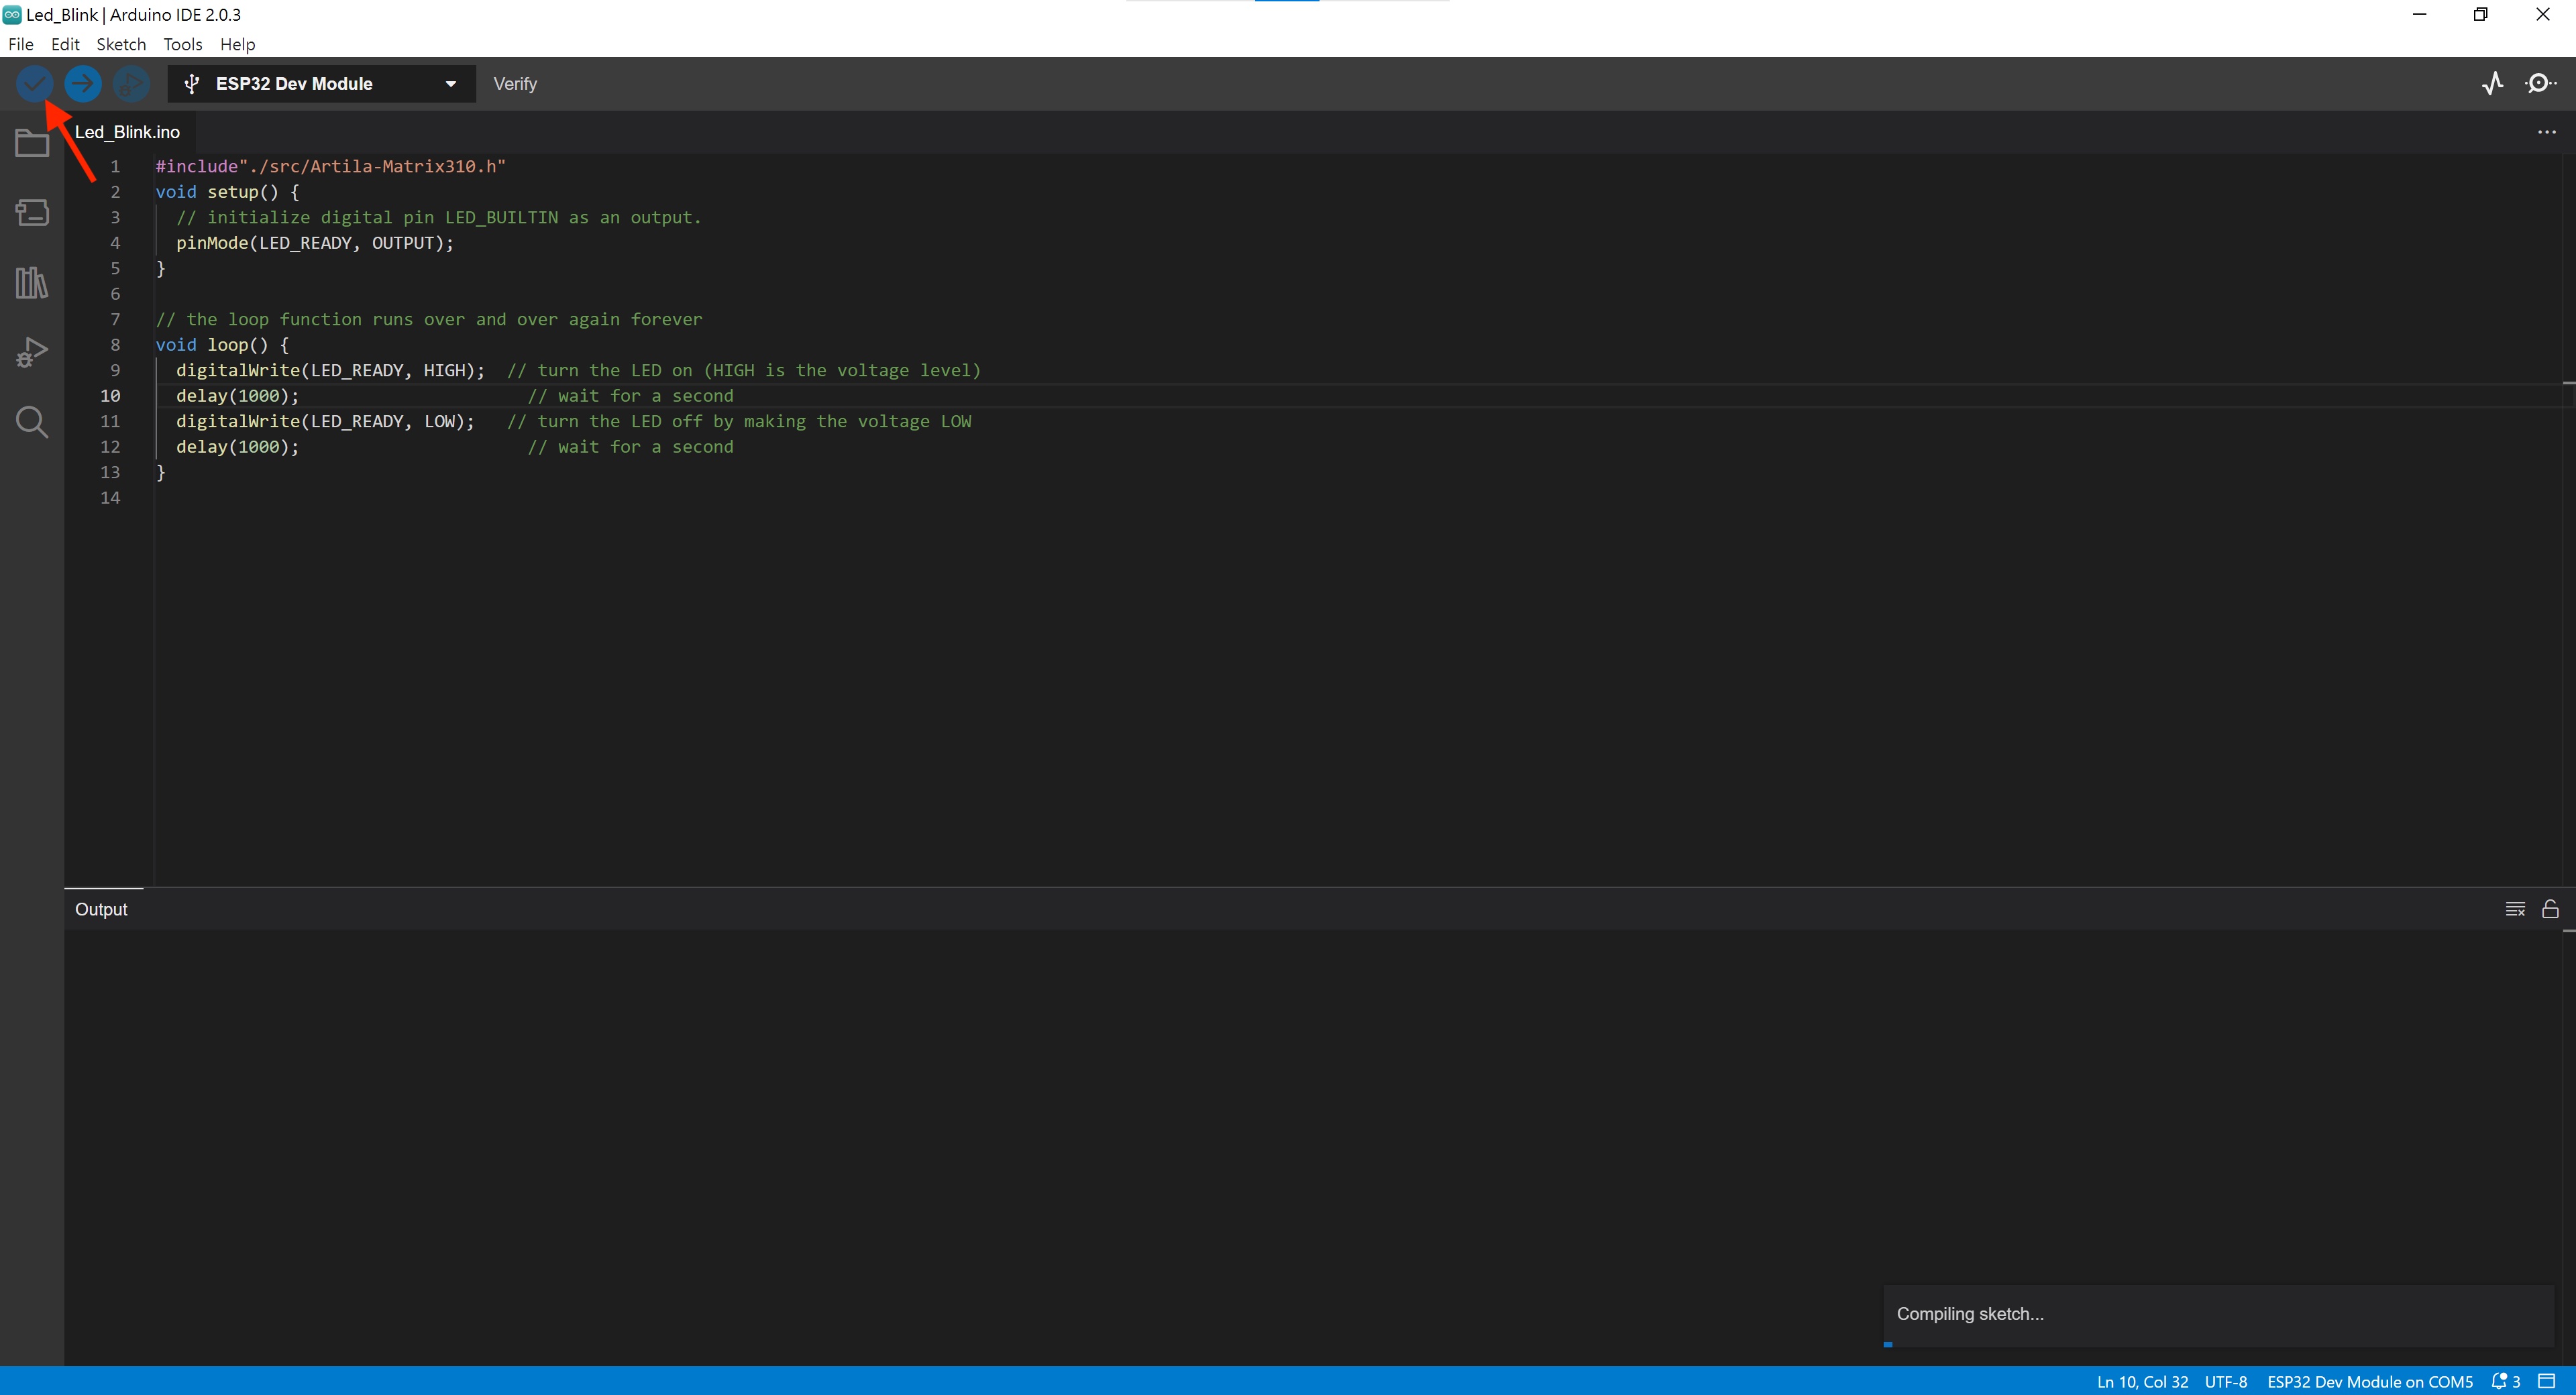 Led_Blink | Arduino IDE 2.0.3
File Edit Sketch Tools Help
ESP32 Dev Module Verify
Led_Blink.ino
1 #include"./src/Artila-Matrix310.h"
2 void setup() {
3 // initialize digital pin LED_BUILTIN as an output.
4 pinMode(LED_READY, OUTPUT);
5 }
6
7 // the loop function runs over and over again forever
8 void loop() {
9 digitalWrite(LED_READY, HIGH); // turn the LED on (HIGH is the voltage level)
10 delay(1000); // wait for a second
11 digitalWrite(LED_READY, LOW); // turn the LED off by making the voltage LOW
12 delay(1000); // wait for a second
13 }
14
Output
Compiling sketch...
Ln 10, Col 32 UTF-8 ESP32 Dev Module on COM5 3